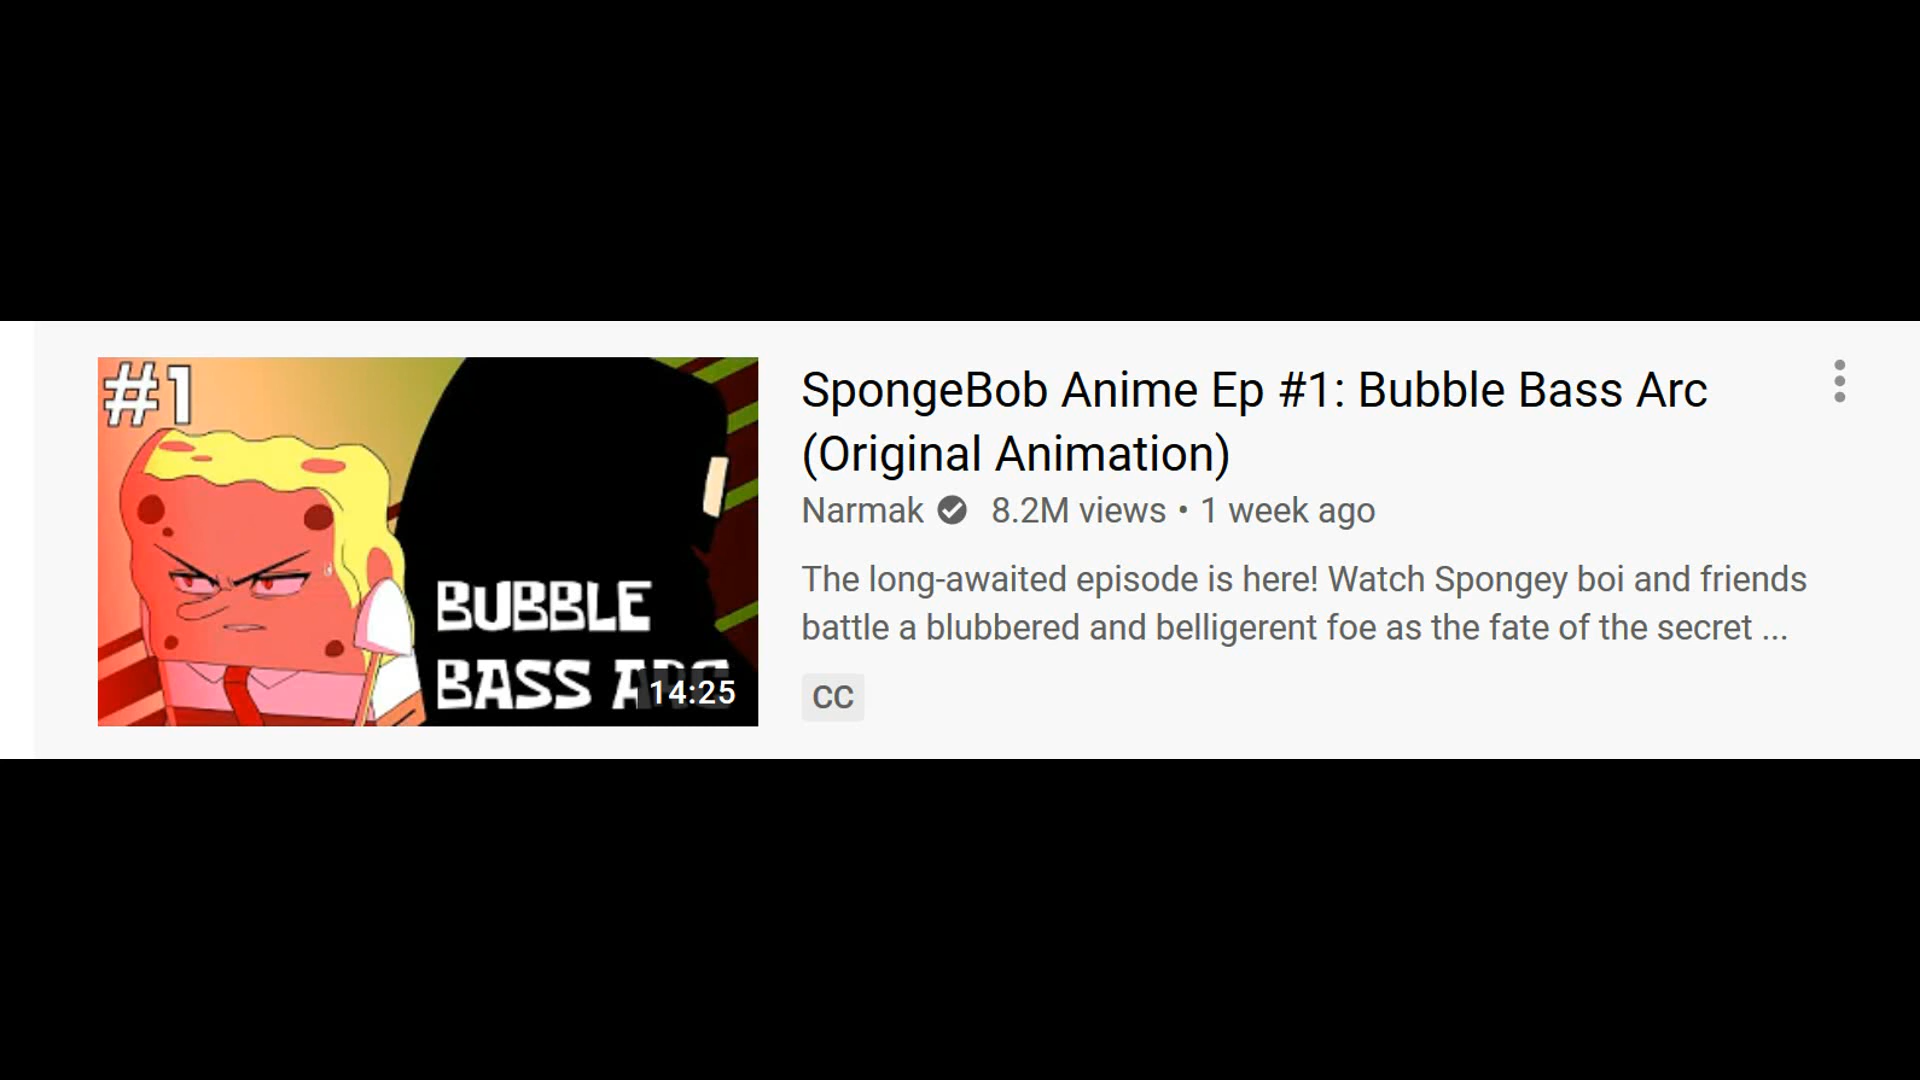 #1
BUBBLE
BASS ARC
14:25
SpongeBob Anime Ep #1: Bubble Bass Arc
(Original Animation)
Narmak 8.2M views • 1 week ago
The long-awaited episode is here! Watch Spongey boi and friends
battle a blubbered and belligerent foe as the fate of the secret ...
CC